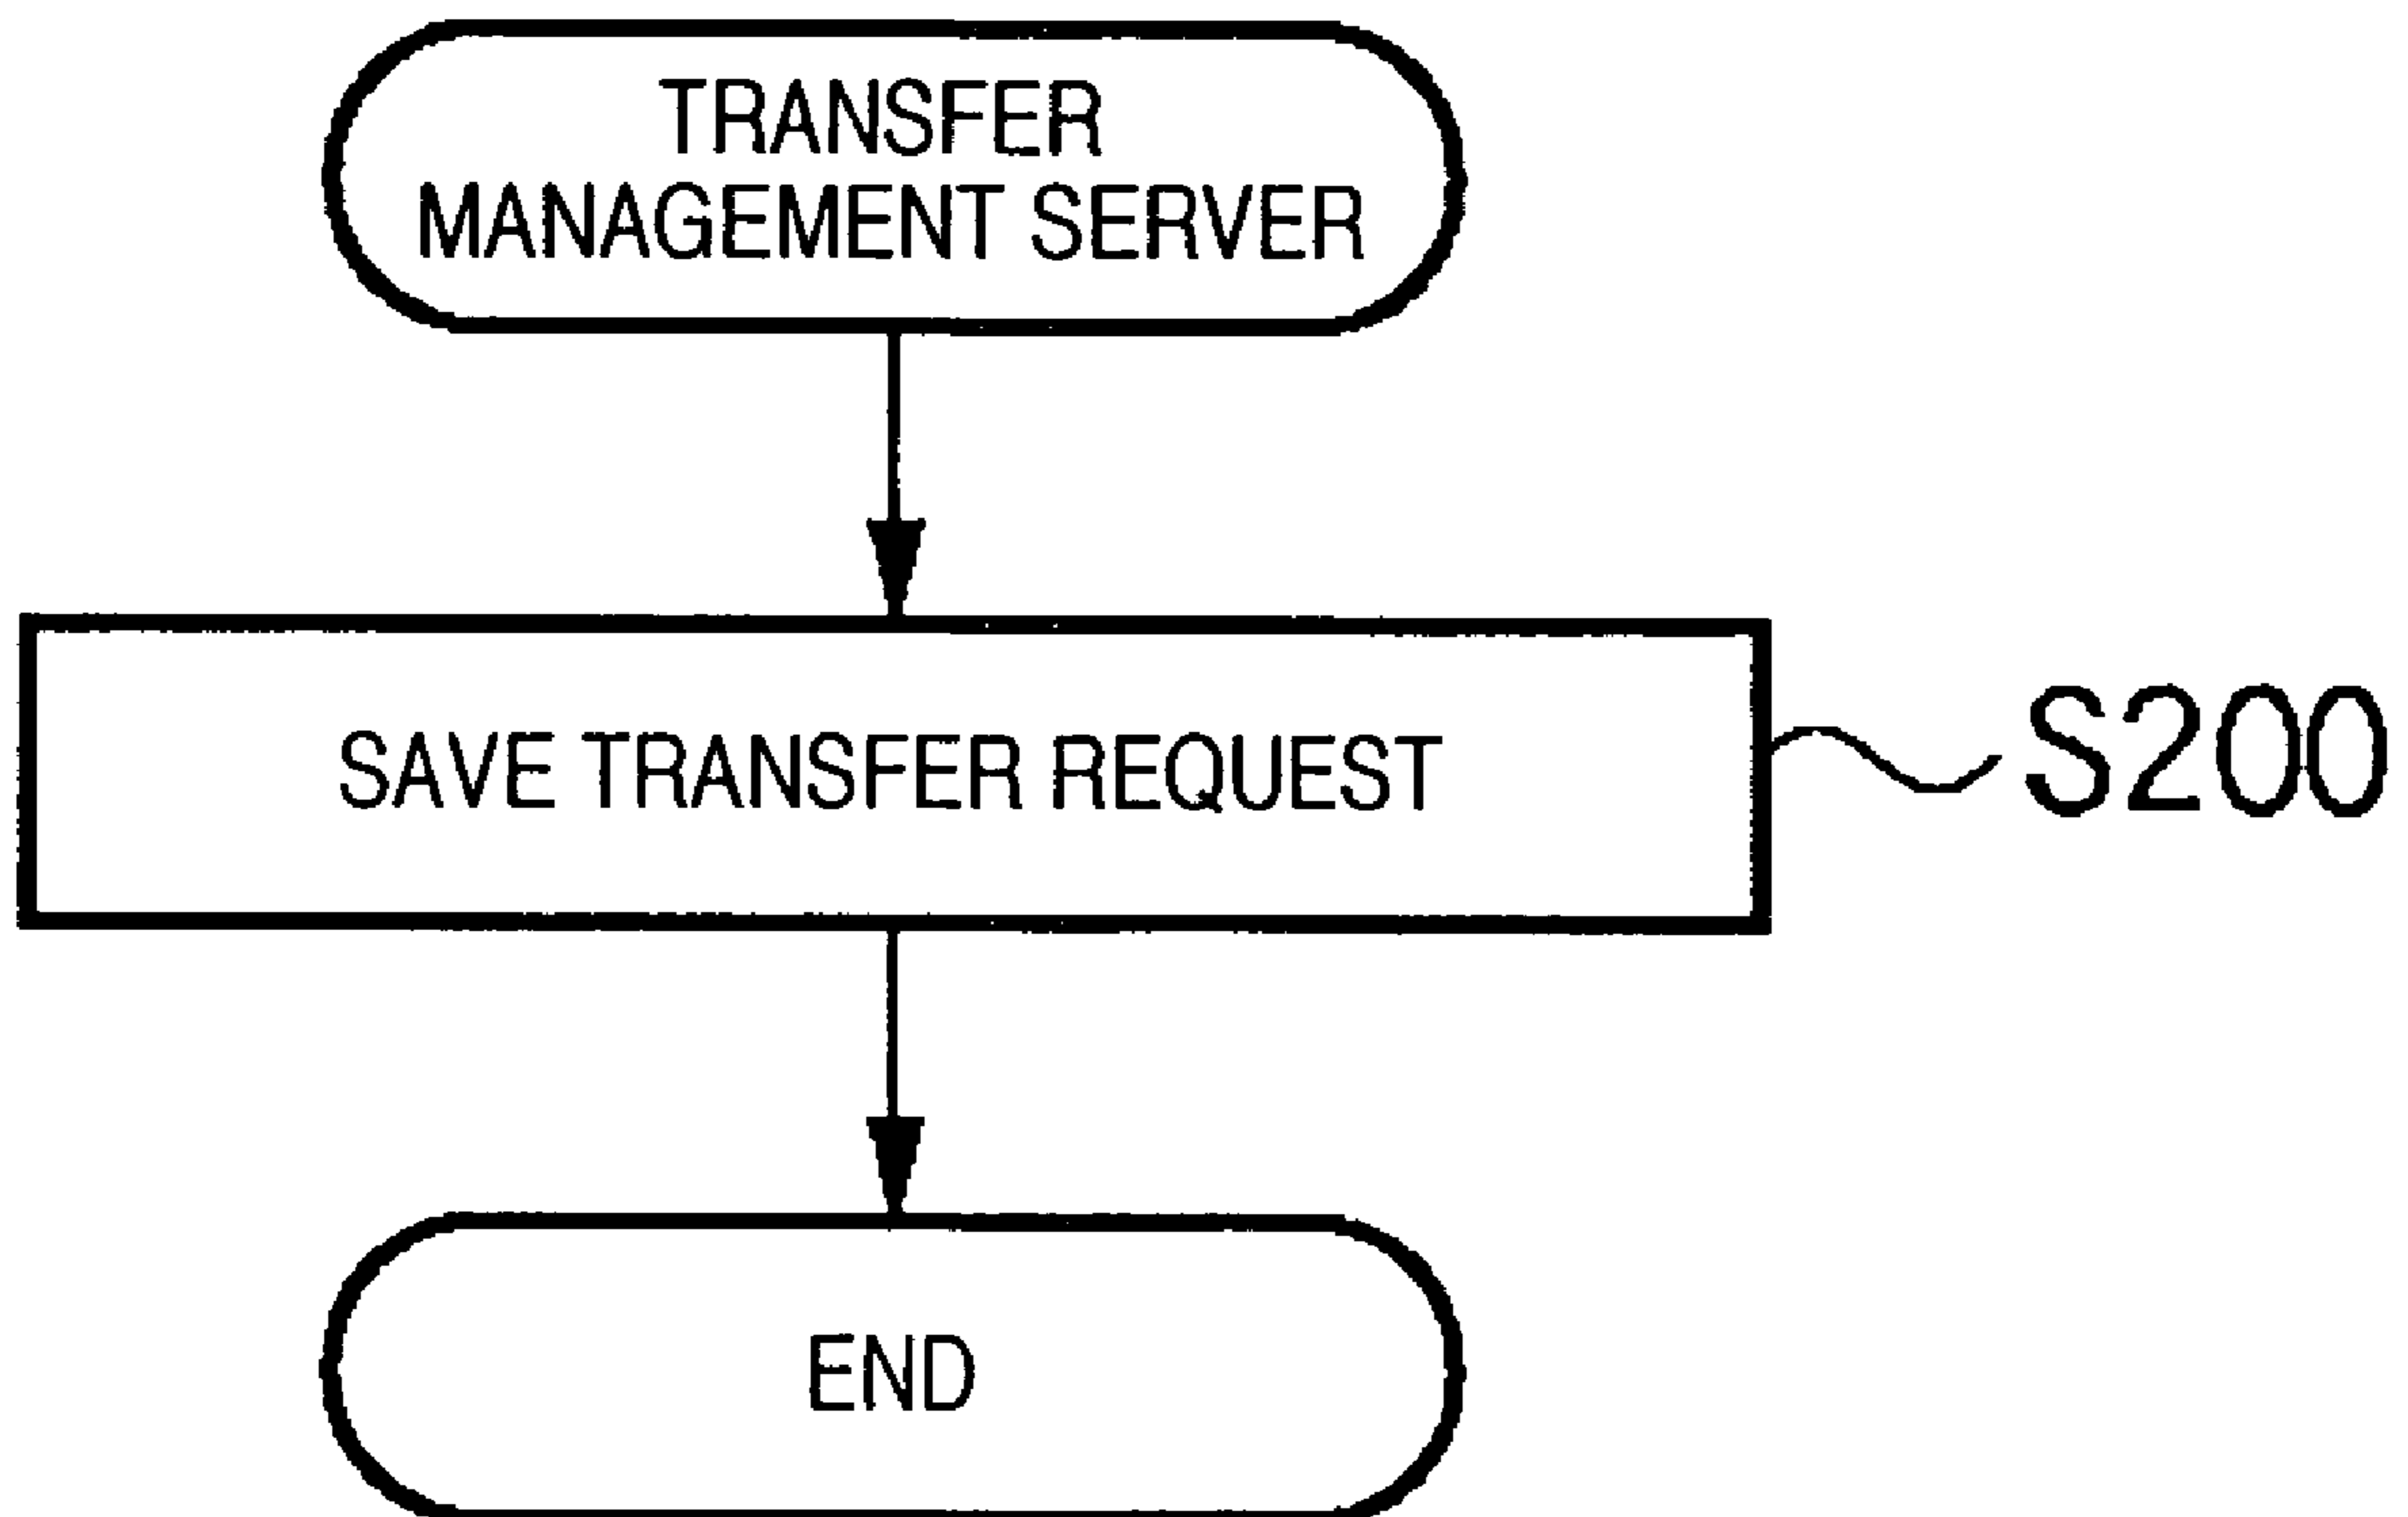 TRANSFER
MANAGEMENT SERVER
SAVE TRANSFER REQUEST
S200
END